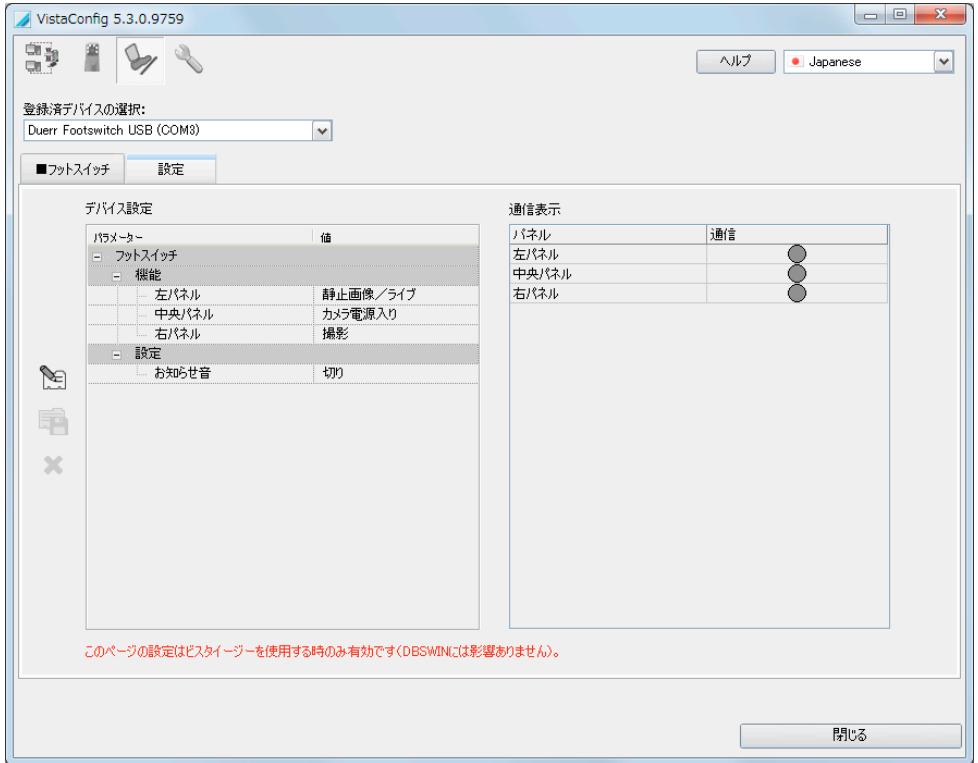 VistaConfig 5.3.0.9759
ヘルプ
Japanese
登録済デバイスの選択:
Duerr Footswitch USB (COM3)
■フットスイッチ
設定
デバイス設定
パラメーター 値
フットスイッチ
機能
左パネル 静止画像/ライブ
中央パネル カメラ電源入り
右パネル 撮影
設定
お知らせ音 切り
通信表示
パネル 通信
左パネル
中央パネル
右パネル
このページの設定はビスタイージーを使用する時のみ有効です(DBSWINには影響ありません)。
閉じる